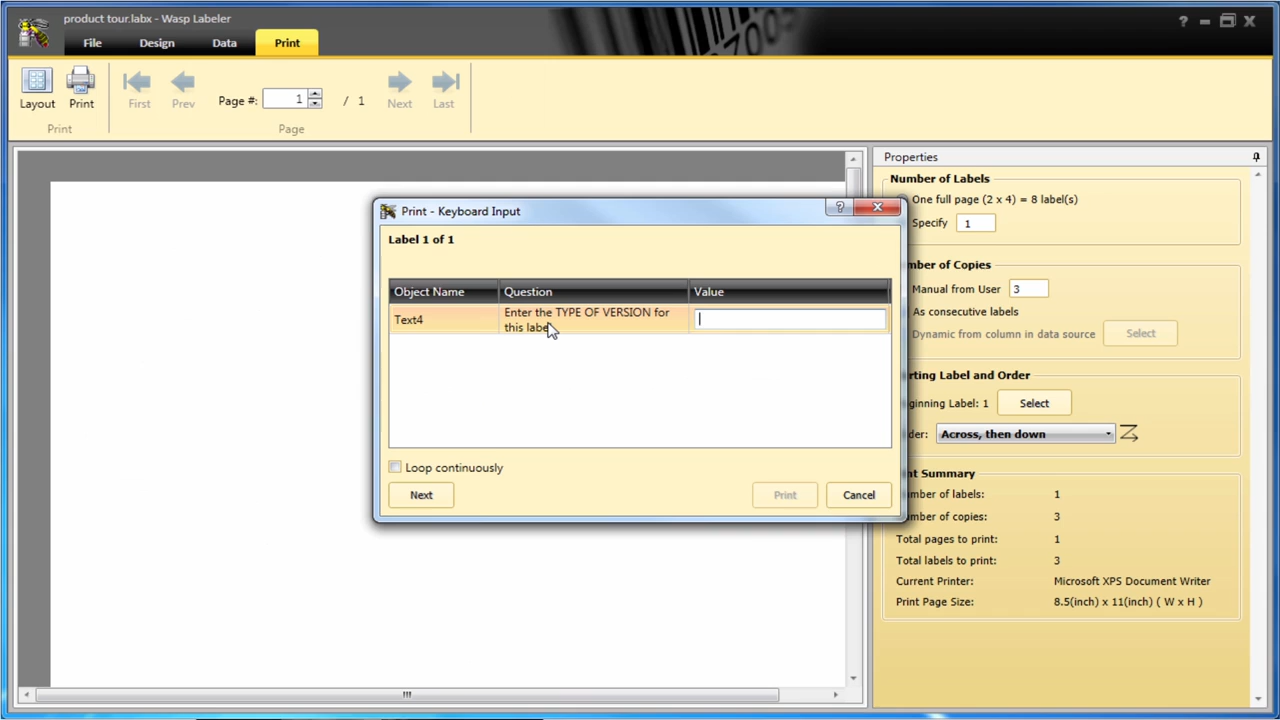 product tour.labx - Wasp Labeler
?
File Design Data Print
Layout Print First Prev Page #: 1 / 1 Next Last
Print Page
Properties
Number of Labels
One full page (2 x 4) = 8 label(s)
Specify 1
mber of Copies
Manual from User 3
As consecutive labels
Dynamic from column in data source Select
rting Label and Order
ginning Label: 1 Select
der: Across, then down
nt Summary
mber of labels: 1
mber of copies: 3
Total pages to print: 1
Total labels to print: 3
Current Printer: Microsoft XPS Document Writer
Print Page Size: 8.5(inch) x 11(inch) ( W x H )
Print - Keyboard Input ?
Label 1 of 1
Object Name Question Value
Text4 Enter the TYPE OF VERSION for
this label
Loop continuously
Next Print Cancel